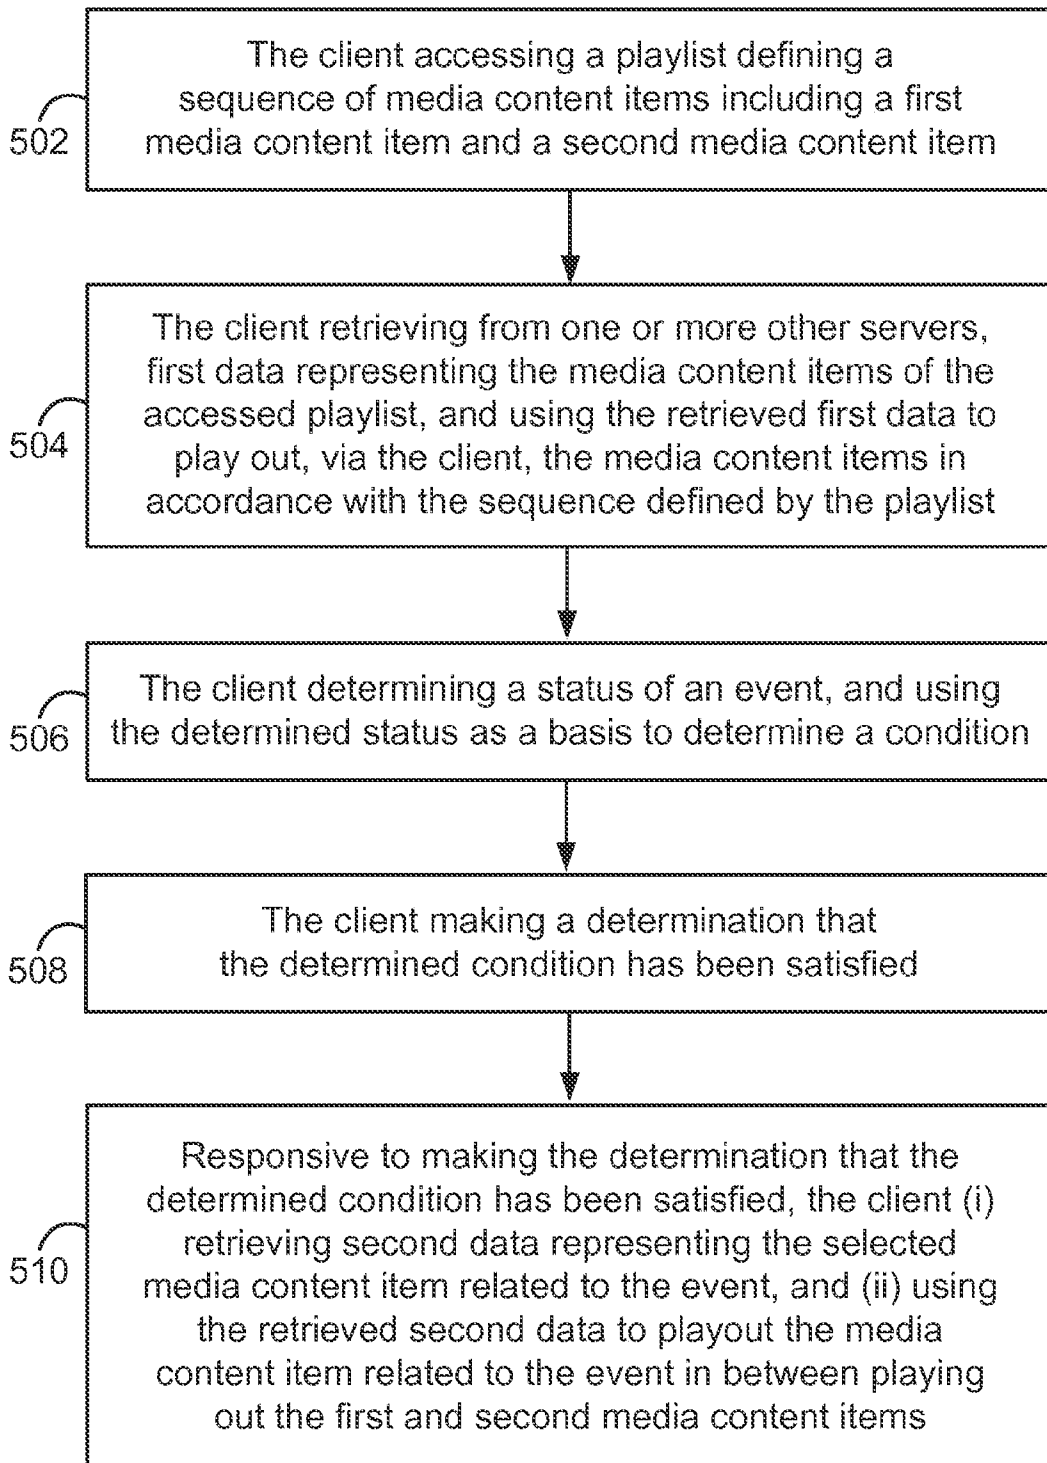 The client accessing a playlist defining a
sequence of media content items including a first
media content item and a second media content item
502
The client retrieving from one or more other servers,
first data representing the media content items of the
accessed playlist, and using the retrieved first data to
play out, via the client, the media content items in
accordance with the sequence defined by the playlist
504
The client determining a status of an event, and using
the determined status as a basis to determine a condition
506
The client making a determination that
the determined condition has been satisfied
508
Responsive to making the determination that the
determined condition has been satisfied, the client (i)
retrieving second data representing the selected
media content item related to the event, and (ii) using
the retrieved second data to playout the media
content item related to the event in between playing
out the first and second media content items
510